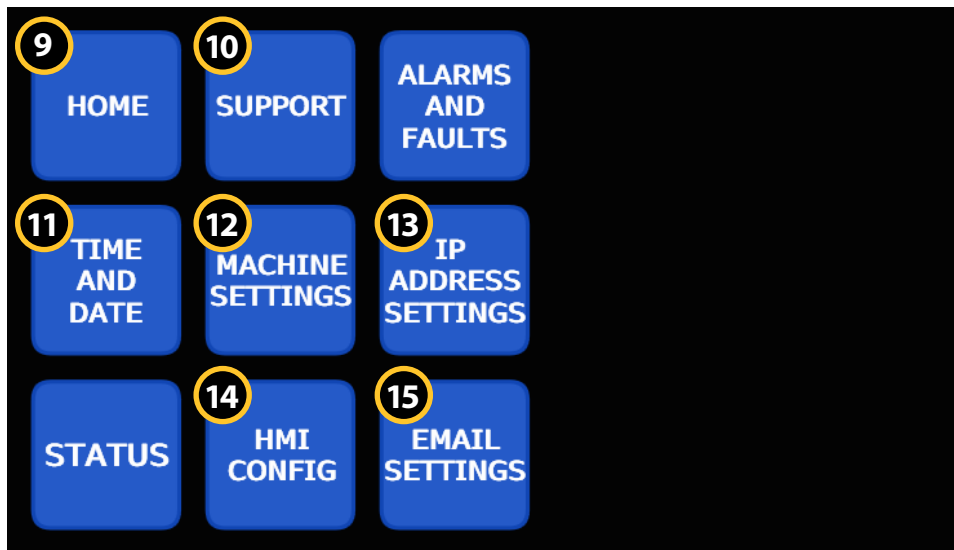 9
HOME
10
SUPPORT
ALARMS
AND
FAULTS
11
TIME
AND
DATE
12
MACHINE
SETTINGS
13
IP
ADDRESS
SETTINGS
STATUS
14
HMI
CONFIG
15
EMAIL
SETTINGS